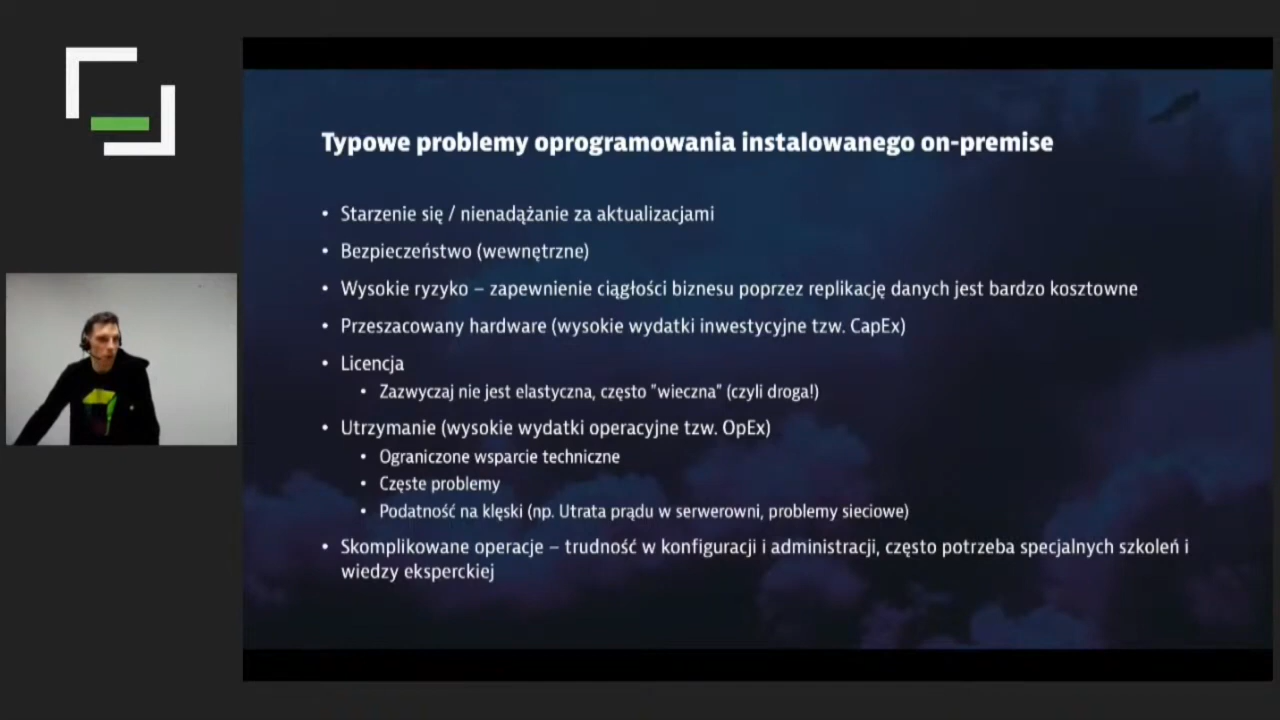 Typowe problemy oprogramowania instalowanego on-premise
• Starzenie się / nienadążanie za aktualizacjami
• Bezpieczeństwo (wewnętrzne)
• Wysokie ryzyko – zapewnienie ciągłości biznesu poprzez replikację danych jest bardzo kosztowne
• Przeszacowany hardware (wysokie wydatki inwestycyjne tzw. CapEx)
• Licencja
• Zazwyczaj nie jest elastyczna, często "wieczna" (czyli droga!)
• Utrzymanie (wysokie wydatki operacyjne tzw. OpEx)
• Ograniczone wsparcie techniczne
• Częste problemy
• Podatność na klęski (np. Utrata prądu w serwerowni, problemy sieciowe)
• Skomplikowane operacje – trudność w konfiguracji i administracji, często potrzeba specjalnych szkoleń i
wiedzy eksperckiej